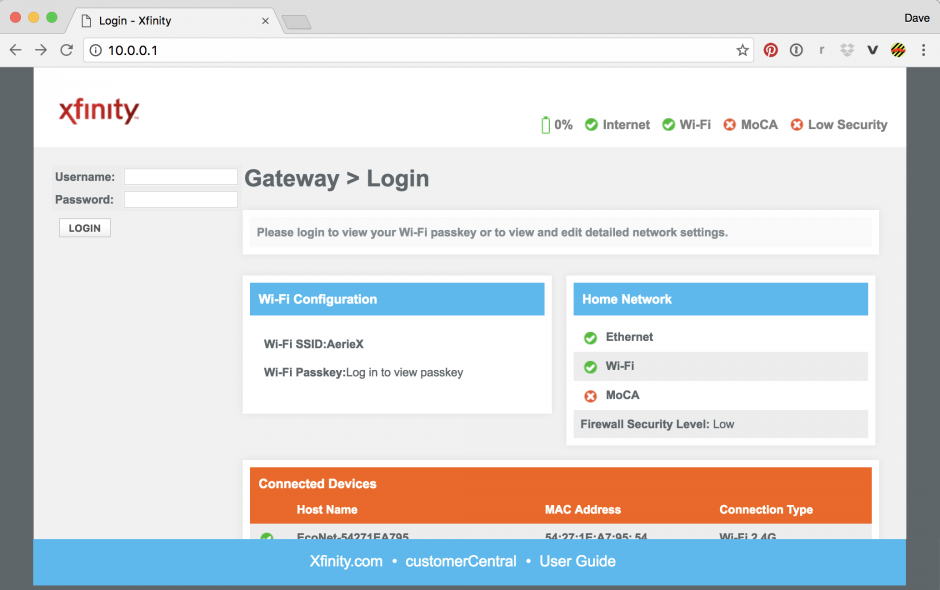 Login - Xfinity
Dave
10.0.0.1
xfinity
0% Internet Wi-Fi MoCA Low Security
Username:
Password:
LOGIN
Gateway > Login
Please login to view your Wi-Fi passkey or to view and edit detailed network settings.
Wi-Fi Configuration
Wi-Fi SSID:AerieX
Wi-Fi Passkey:Log in to view passkey
Home Network
Ethernet
Wi-Fi
MoCA
Firewall Security Level: Low
Connected Devices
Host Name MAC Address Connection Type
EcoNet-54271EA795 54:27:1E:A7:95:54 Wi-Fi 2.4G
Xfinity.com • customerCentral • User Guide